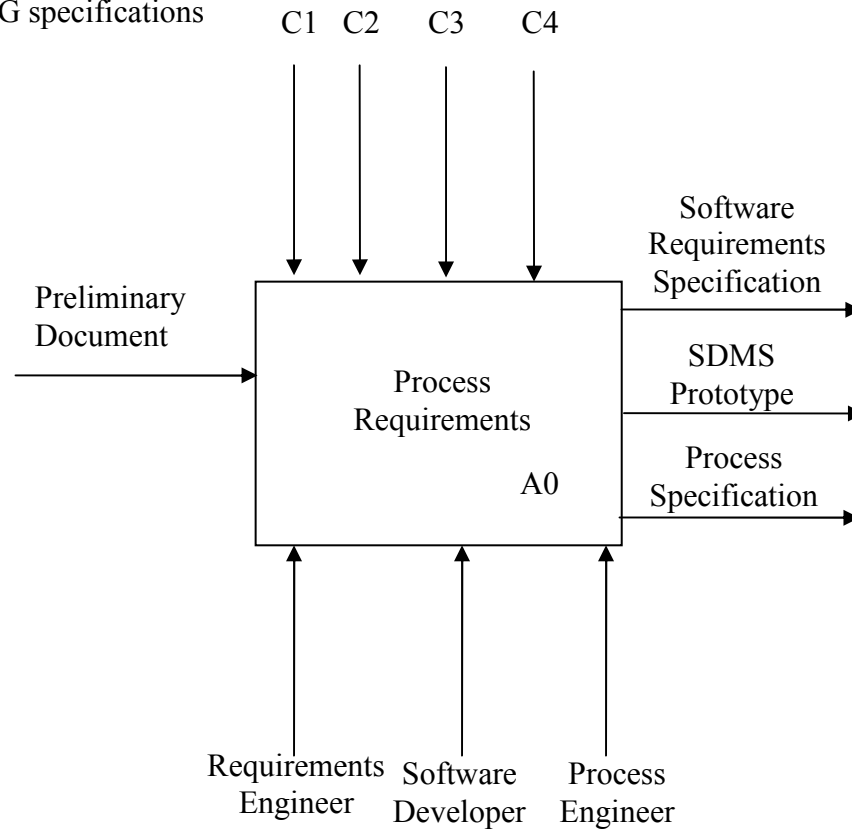 G specifications
C1 C2 C3 C4
Software
Requirements
Specification
Preliminary
Document
SDMS
Prototype
Process
Requirements
Process
Specification
A0
Requirements
Engineer
Software
Developer
Process
Engineer